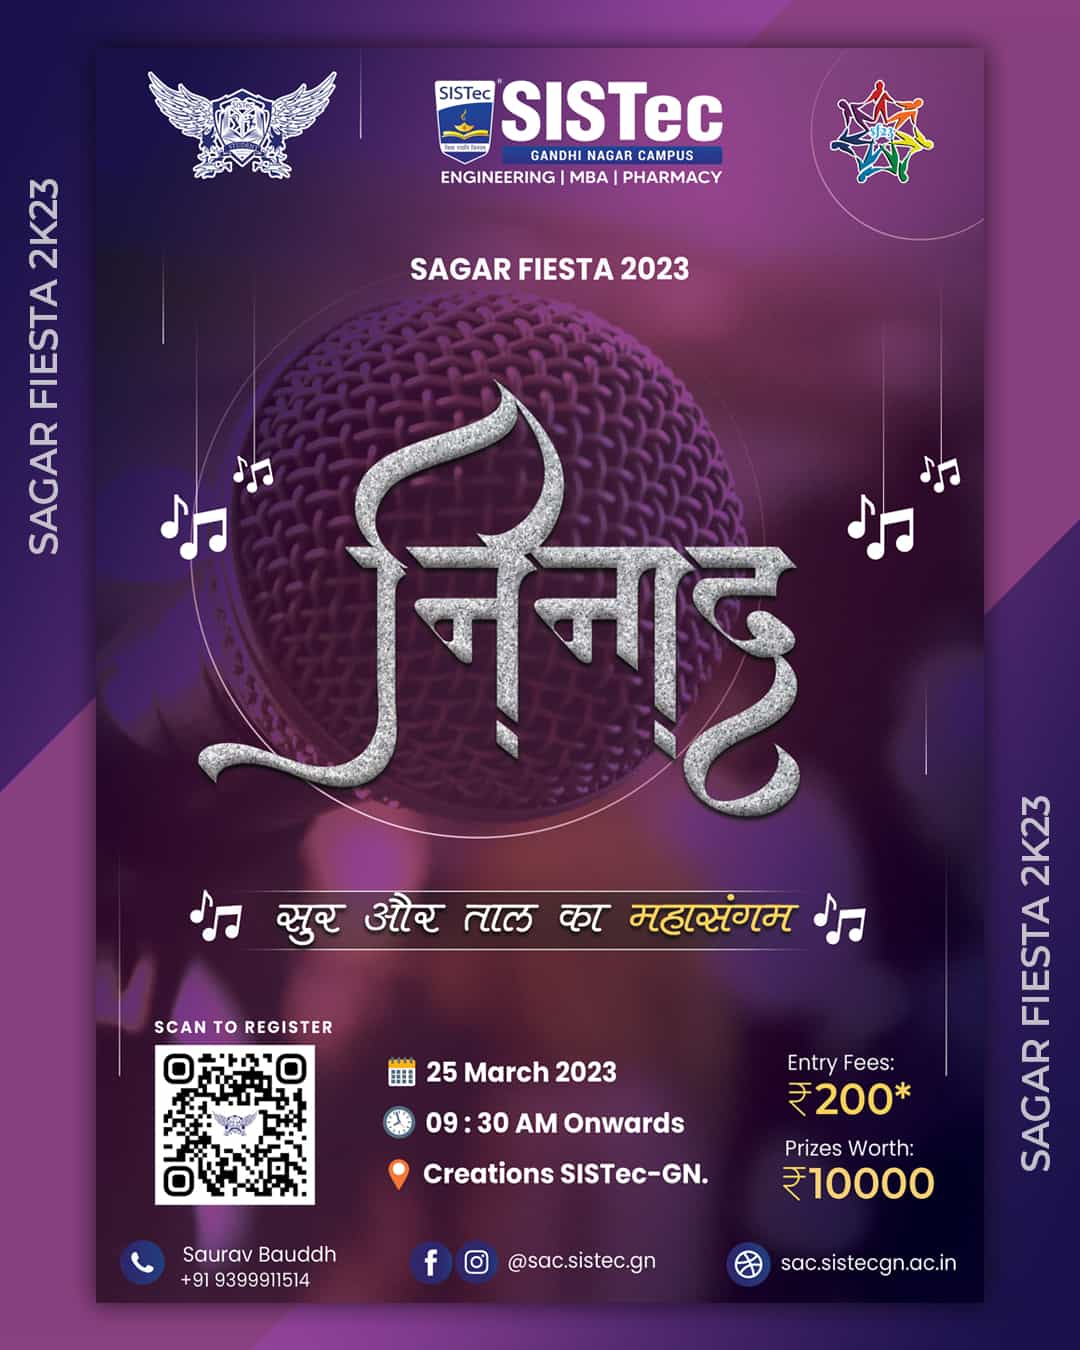 SISTec
SISTec
GANDHI NAGAR CAMPUS
ENGINEERING | MBA | PHARMACY
SAGAR FIESTA 2K23
SAGAR FIESTA 2023
निनाद
सुर और ताल का महासंगम
SCAN TO REGISTER
25 March 2023
09 : 30 AM Onwards
Creations SISTec-GN.
Entry Fees:
₹200*
Prizes Worth:
₹10000
SAGAR FIESTA 2K23
Saurav Bauddh
+91 9399911514
@sac.sistec.gn
sac.sistecgn.ac.in